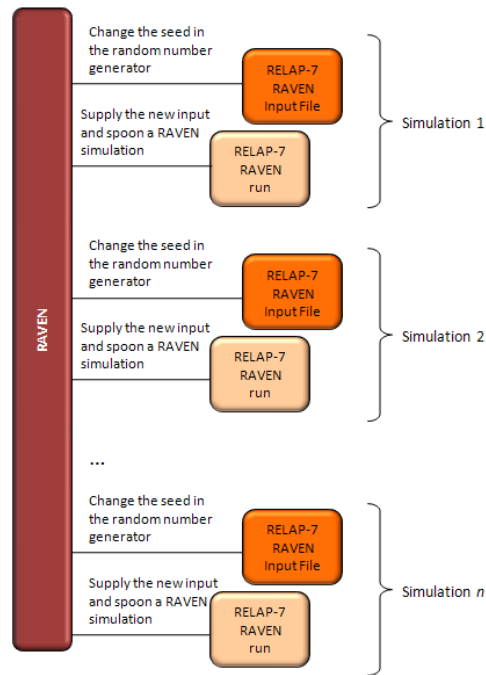 RAVEN
Change the seed in
the random number
generator
RELAP-7
RAVEN
Input File
Supply the new input
and spoon a RAVEN
simulation
RELAP-7
RAVEN
run
Simulation 1
Change the seed in
the random number
generator
RELAP-7
RAVEN
Input File
Supply the new input
and spoon a RAVEN
simulation
RELAP-7
RAVEN
run
Simulation 2
...
Change the seed in
the random number
generator
RELAP-7
RAVEN
Input File
Supply the new input
and spoon a RAVEN
simulation
RELAP-7
RAVEN
run
Simulation n